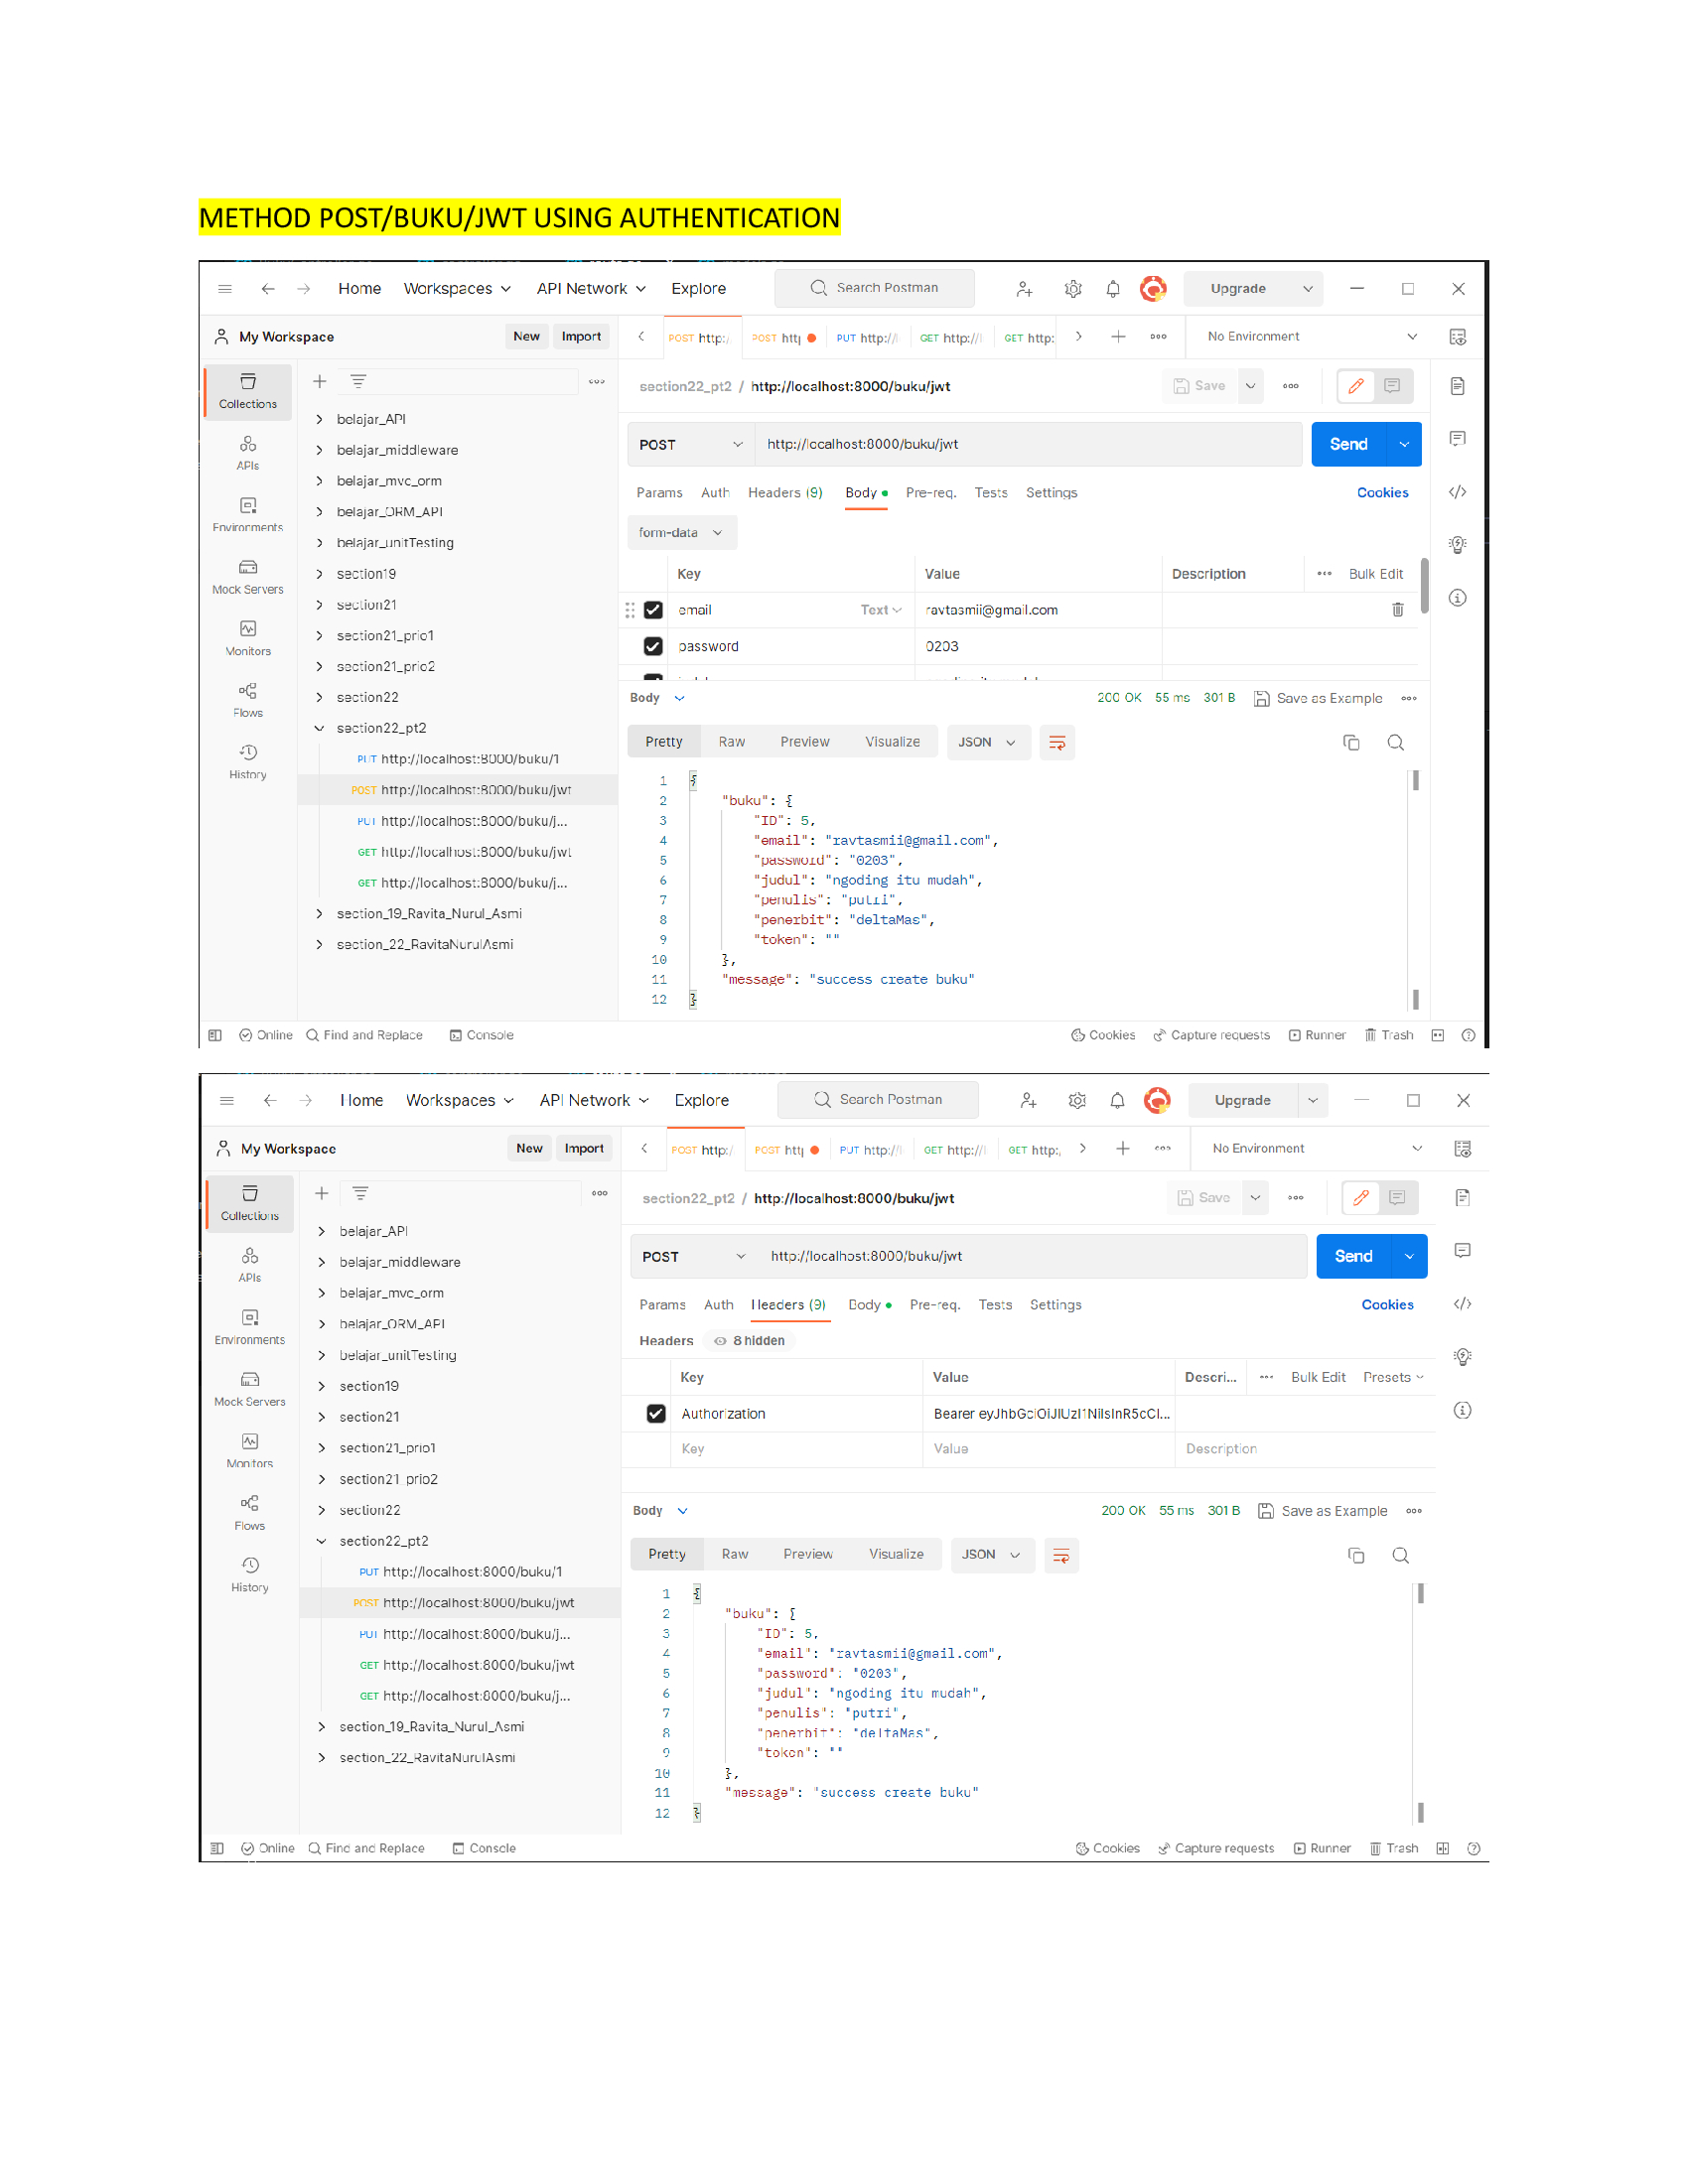 METHOD POST/BUKU/JWT USING AUTHENTICATION
Home Workspaces API Network Explore Search Postman Upgrade
My Workspace New Import POST http:/ POST http PUT http:// GET http:// GET http: No Environment
section22_pt2 / http://localhost:8000/buku/jwt Save
Collections
APIs
Environments
Mock Servers
Monitors
Flows
History
belajar_API
belajar_middleware
belajar_mvc_orm
belajar_ORM_API
belajar_unitTesting
section19
section21
section21_prio1
section21_prio2
section22
section22_pt2
PUT http://localhost:8000/buku/1
POST http://localhost:8000/buku/jwt
PUT http://localhost:8000/buku/j...
GET http://localhost:8000/buku/jwt
GET http://localhost:8000/buku/j...
section_19_Ravita_Nurul_Asmi
section_22_RavitaNurulAsmi
POST http://localhost:8000/buku/jwt Send
Params Auth Headers (9) Body Pre-req. Tests Settings Cookies
form-data
Key Value Description Bulk Edit
email Text ravtasmii@gmail.com
password 0203
Body 200 OK 55 ms 301 B Save as Example
Pretty Raw Preview Visualize JSON
1 {
2 "buku": {
3 "ID": 5,
4 "email": "ravtasmii@gmail.com",
5 "password": "0203",
6 "judul": "ngoding itu mudah",
7 "penulis": "putri",
8 "penerbit": "deltaMas",
9 "token": ""
10 },
11 "message": "success create buku"
12 }
Online Find and Replace Console Cookies Capture requests Runner Trash
Home Workspaces API Network Explore Search Postman Upgrade
My Workspace New Import POST http:/ POST http PUT http:// GET http:// GET http:, No Environment
section22_pt2 / http://localhost:8000/buku/jwt Save
Collections
APIs
Environments
Mock Servers
Monitors
Flows
History
belajar_API
belajar_middleware
belajar_mvc_orm
belajar_ORM_API
belajar_unitTesting
section19
section21
section21_prio1
section21_prio2
section22
section22_pt2
PUT http://localhost:8000/buku/1
POST http://localhost:8000/buku/jwt
PUT http://localhost:8000/buku/j...
GET http://localhost:8000/buku/jwt
GET http://localhost:8000/buku/j...
section_19_Ravita_Nurul_Asmi
section_22_RavitaNurulAsmi
POST http://localhost:8000/buku/jwt Send
Params Auth Headers (9) Body Pre-req. Tests Settings Cookies
Headers 8 hidden
Key Value Descri... Bulk Edit Presets
Authorization Bearer eyJhbGciOiJIUzI1NiIsInR5cCI...
Key Value Description
Body 200 OK 55 ms 301 B Save as Example
Pretty Raw Preview Visualize JSON
1 {
2 "buku": {
3 "ID": 5,
4 "email": "ravtasmii@gmail.com",
5 "password": "0203",
6 "judul": "ngoding itu mudah",
7 "penulis": "putri",
8 "penerbit": "deltaMas",
9 "token": ""
10 },
11 "message": "success create buku"
12 }
Online Find and Replace Console Cookies Capture requests Runner Trash